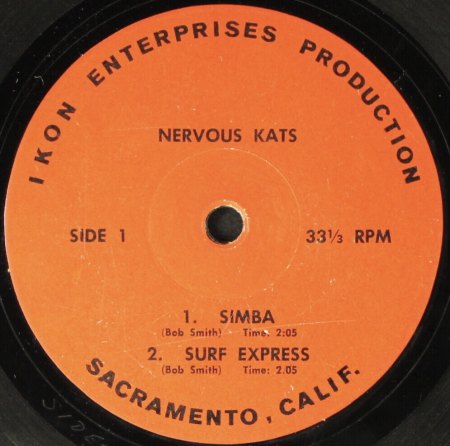 IKON ENTERPRISES PRODUCTION
NERVOUS KATS
SIDE 1
33⅓ RPM
1. SIMBA
(Bob Smith) Time: 2:05
2. SURF EXPRESS
(Bob Smith) Time: 2.05
SACRAMENTO, CALIF.
SIDE